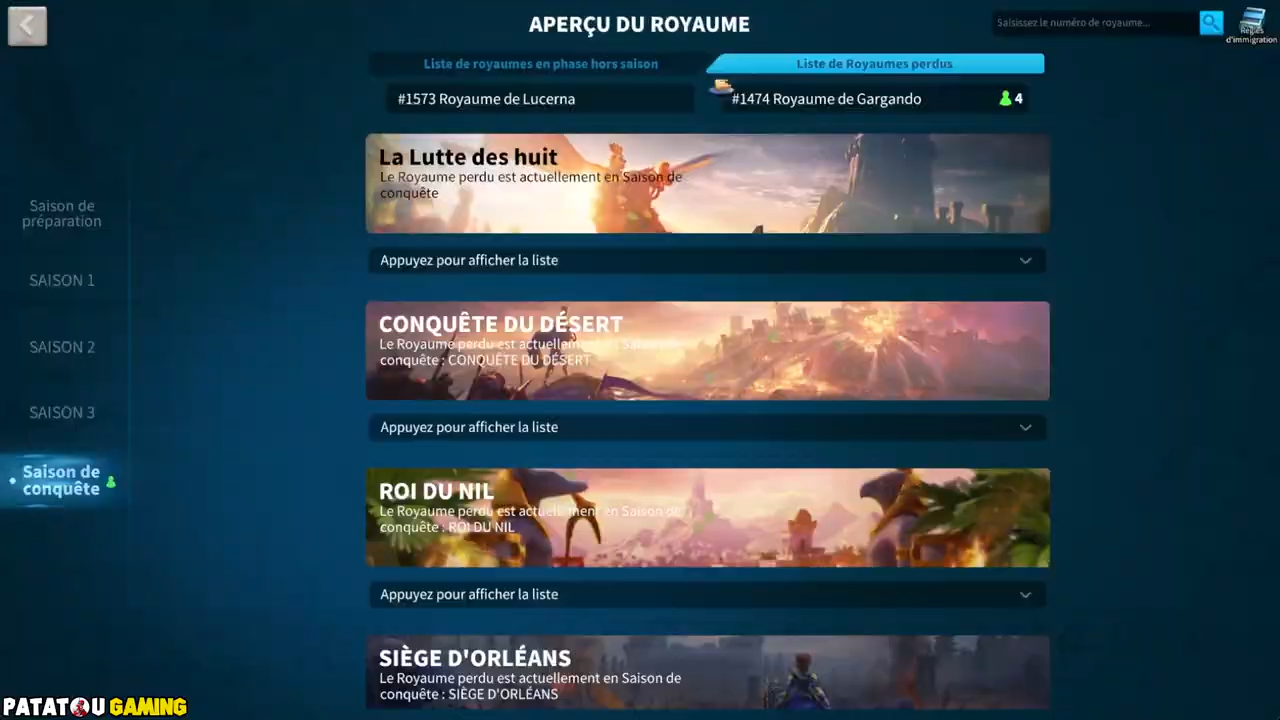 APERÇU DU ROYAUME
Saisissez le numéro de royaume...
Règles
d'immigration
Liste de royaumes en phase hors saison
Liste de Royaumes perdus
#1573 Royaume de Lucerna
#1474 Royaume de Gargando
4
La Lutte des huit
Le Royaume perdu est actuellement en Saison de
conquête
Appuyez pour afficher la liste
Saison de
préparation
SAISON 1
SAISON 2
SAISON 3
Saison de
conquête
CONQUÊTE DU DÉSERT
Le Royaume perdu est actuellement en Saison de
conquête : CONQUÊTE DU DÉSERT
Appuyez pour afficher la liste
ROI DU NIL
Le Royaume perdu est actuellement en Saison de
conquête : ROI DU NIL
Appuyez pour afficher la liste
SIÈGE D'ORLÉANS
Le Royaume perdu est actuellement en Saison de
conquête : SIÈGE D'ORLÉANS
PATATOU GAMING